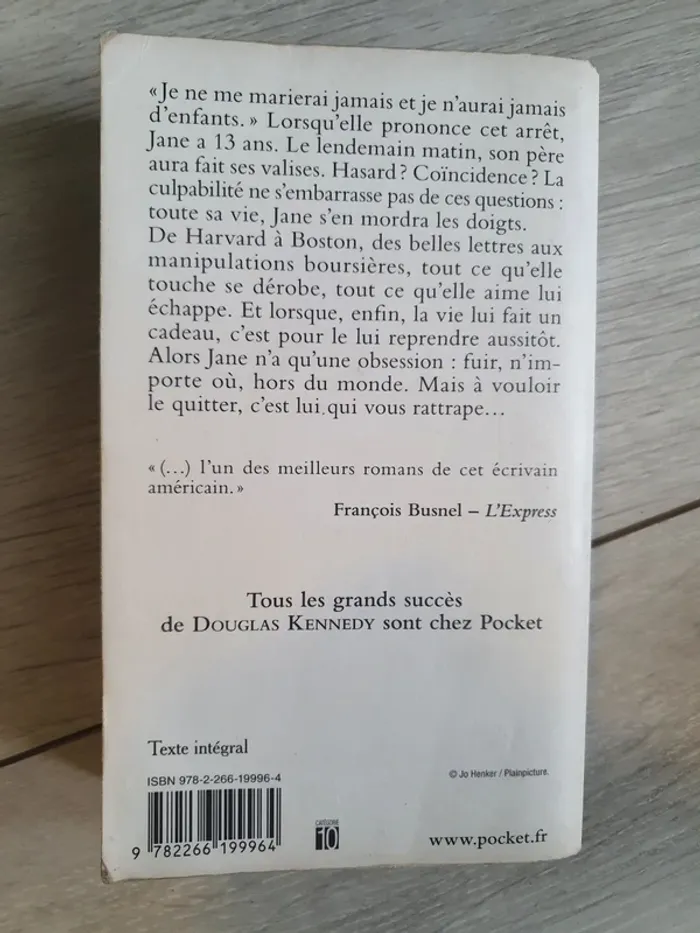 « Je ne me marierai jamais et je n'aurai jamais
d'enfants. » Lorsqu'elle prononce cet arrêt,
Jane a 13 ans. Le lendemain matin, son père
aura fait ses valises. Hasard ? Coïncidence ? La
culpabilité ne s'embarrasse pas de ces questions :
toute sa vie, Jane s'en mordra les doigts.
De Harvard à Boston, des belles lettres aux
manipulations boursières, tout ce qu'elle
touche se dérobe, tout ce qu'elle aime lui
échappe. Et lorsque, enfin, la vie lui fait un
cadeau, c'est pour le lui reprendre aussitôt.
Alors Jane n'a qu'une obsession : fuir, n'im-
porte où, hors du monde. Mais à vouloir
le quitter, c'est lui qui vous rattrape…
« (…) l'un des meilleurs romans de cet écrivain
américain. »
François Busnel – L'Express
Tous les grands succès
de DOUGLAS KENNEDY sont chez Pocket
Texte intégral
ISBN 978-2-266-19996-4
© Jo Henker / Plainpicture.
CATÉGORIE
10
9 782266 199964
www.pocket.fr